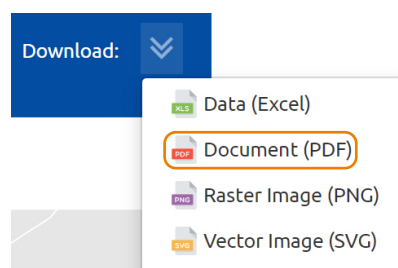 Download:
XLS Data (Excel)
PDF Document (PDF)
PNG Raster Image (PNG)
SVG Vector Image (SVG)